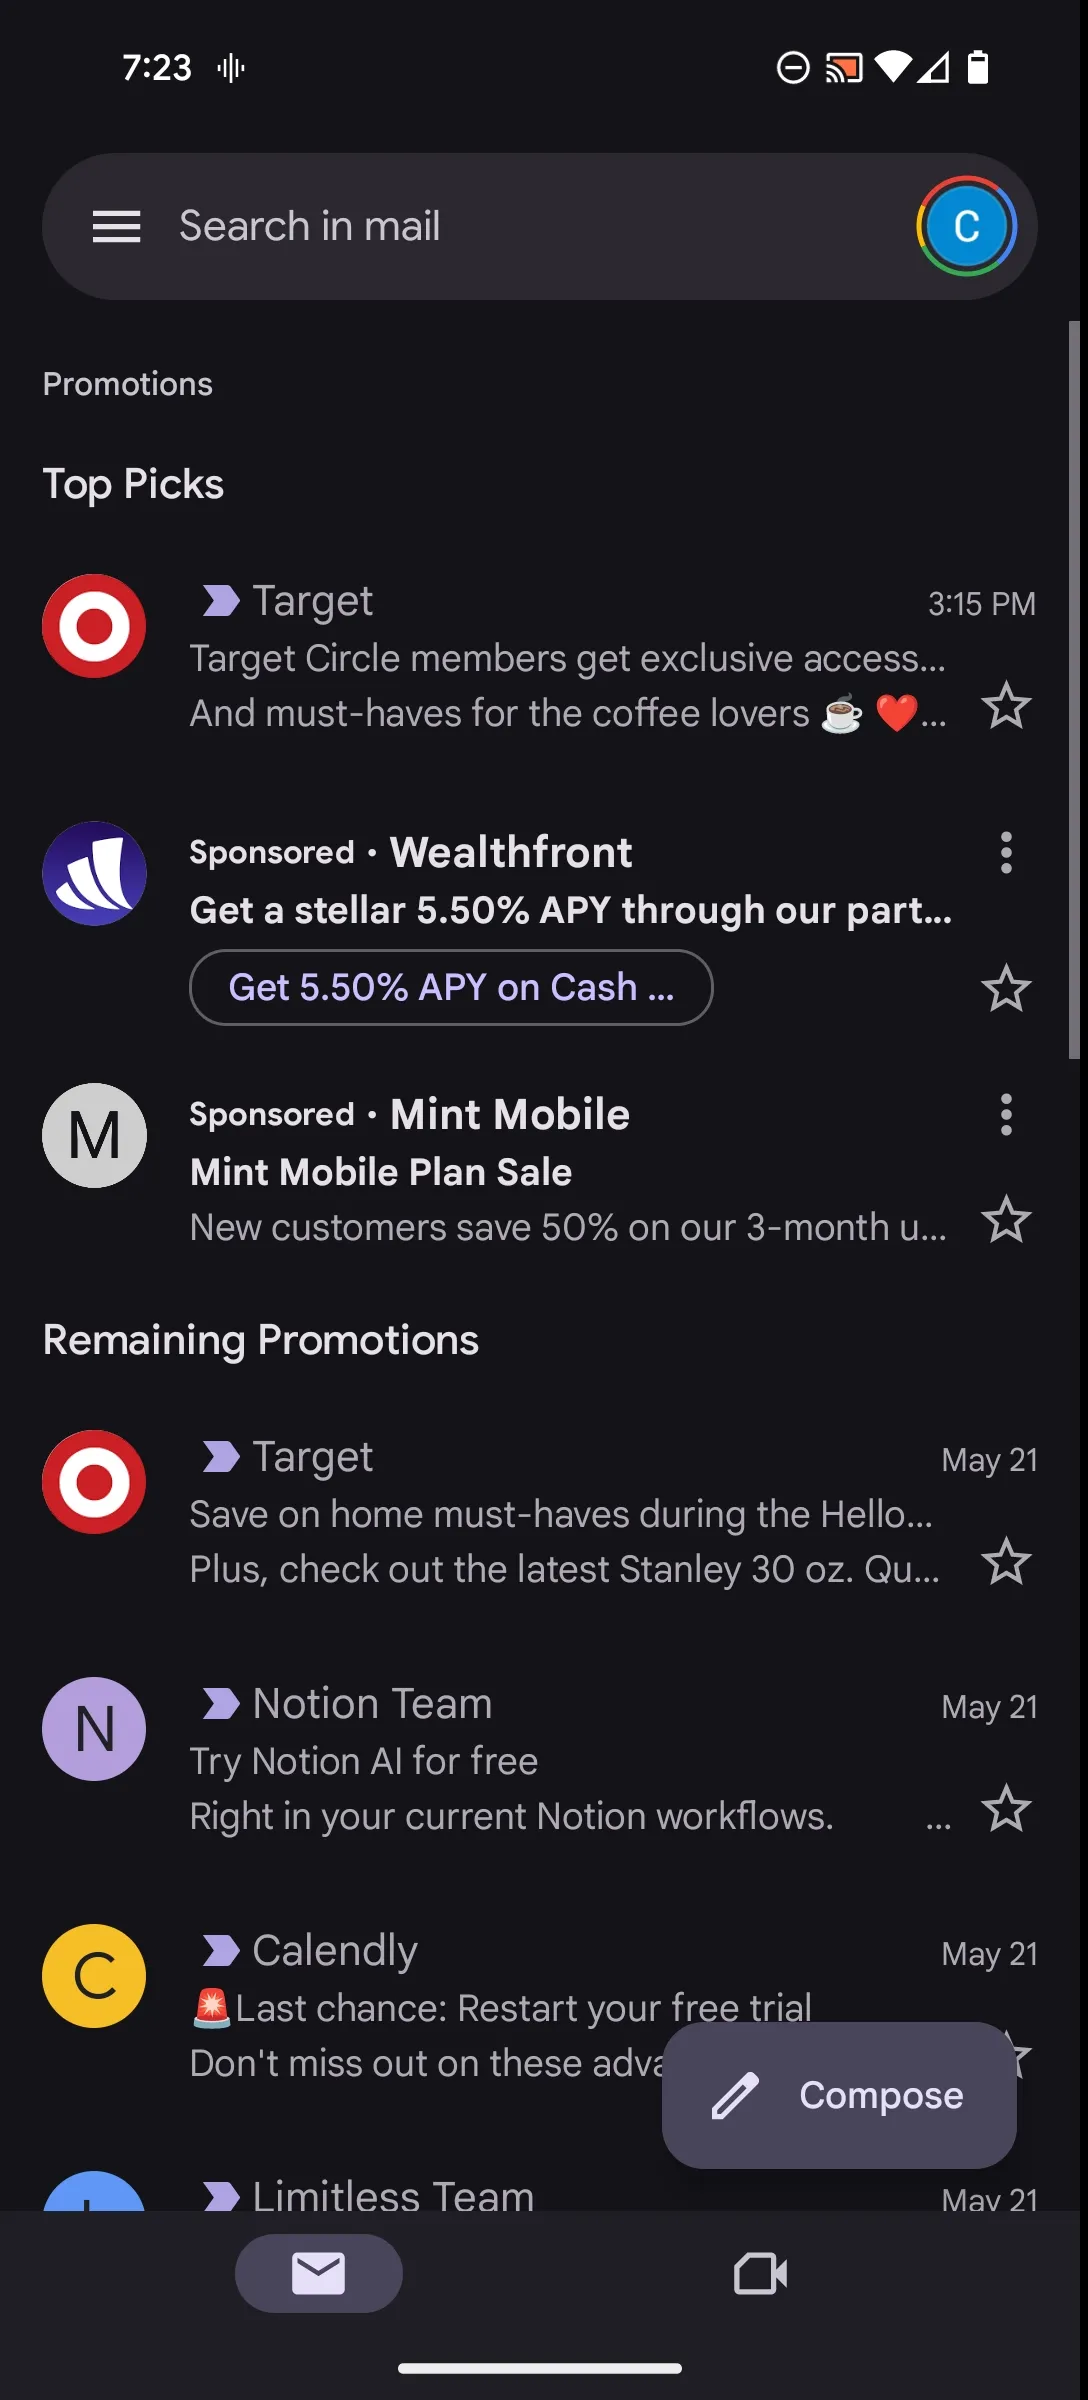 7:23
Search in mail
C
Promotions
Top Picks
Target
3:15 PM
Target Circle members get exclusive access...
And must-haves for the coffee lovers ☕ ❤️...
Sponsored · Wealthfront
Get a stellar 5.50% APY through our part...
Get 5.50% APY on Cash ...
M
Sponsored · Mint Mobile
Mint Mobile Plan Sale
New customers save 50% on our 3-month u...
Remaining Promotions
Target
May 21
Save on home must-haves during the Hello...
Plus, check out the latest Stanley 30 oz. Qu...
N
Notion Team
May 21
Try Notion AI for free
Right in your current Notion workflows. ...
C
Calendly
May 21
🚨Last chance: Restart your free trial
Don't miss out on these adva
Compose
Limitless Team
May 21